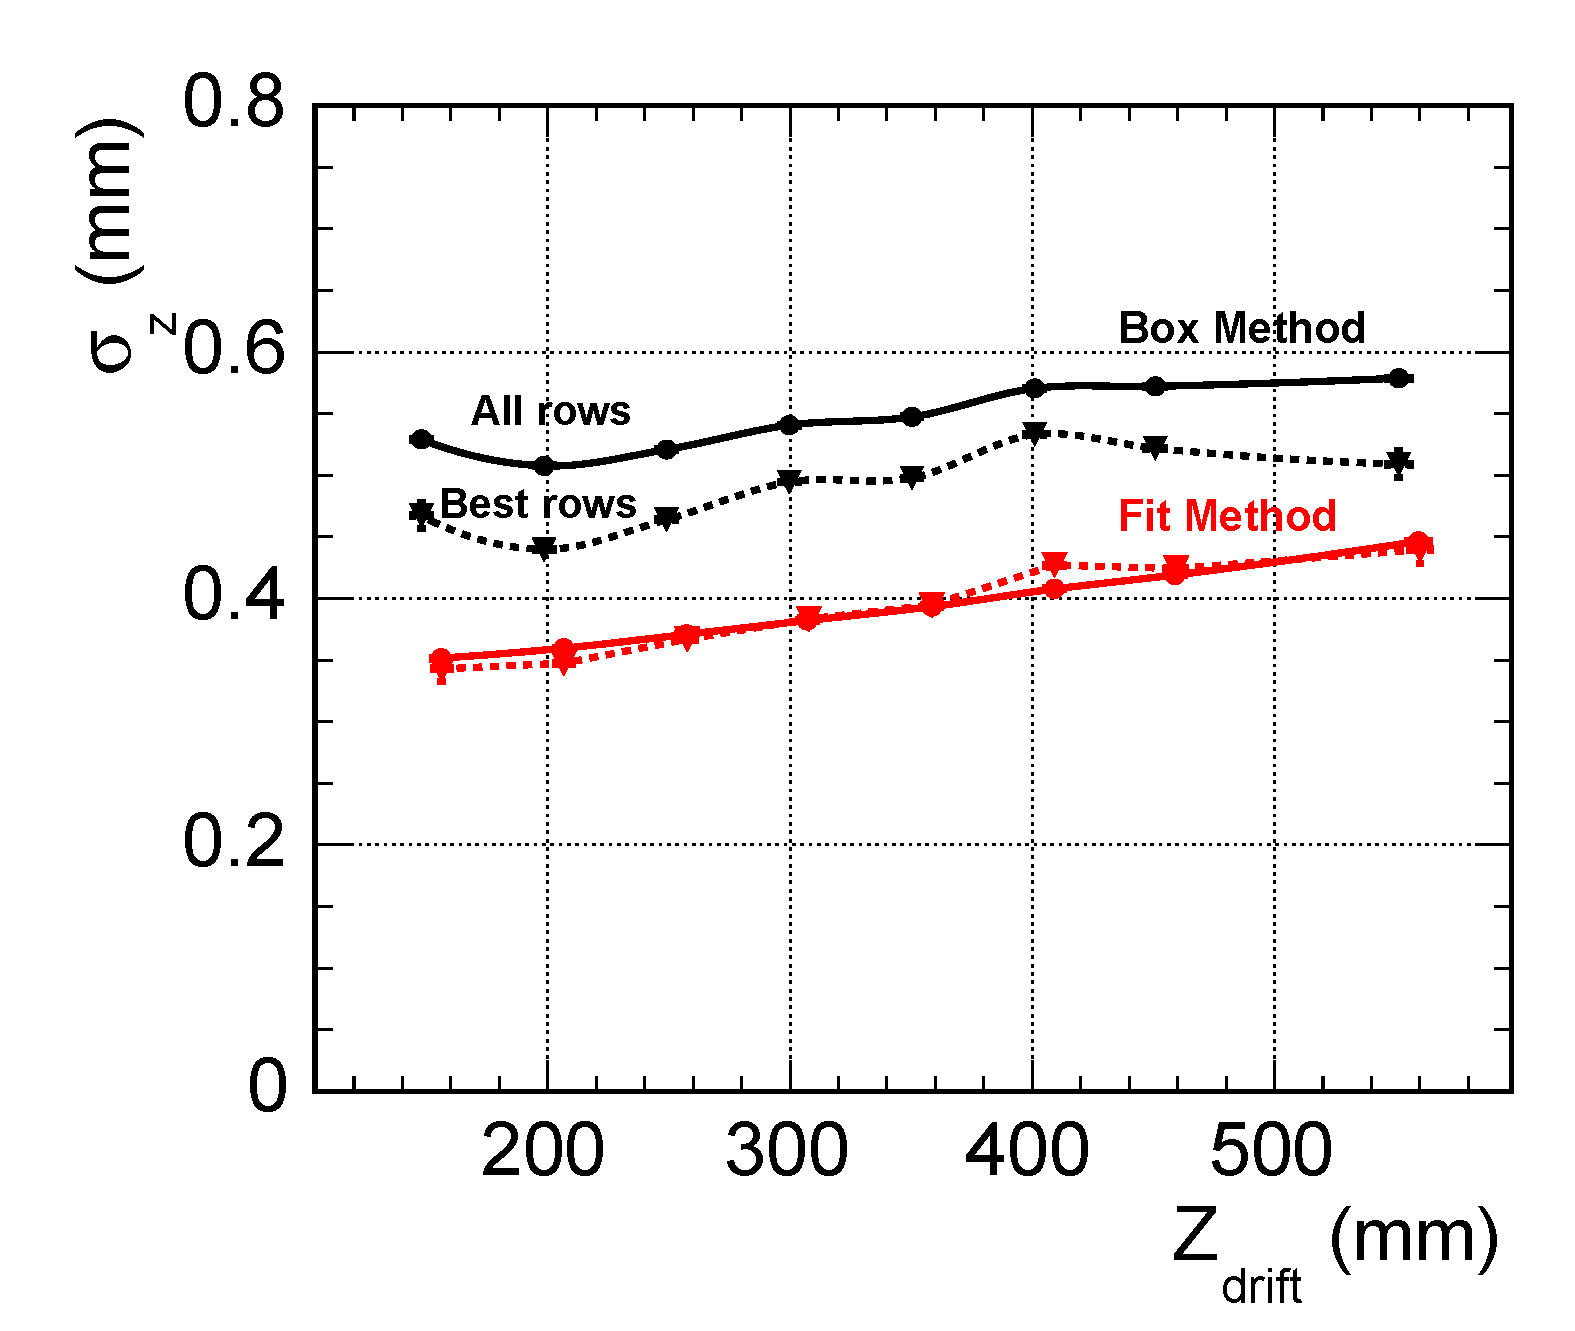 0.8
σz (mm)
0.6
Box Method
All rows
Best rows
Fit Method
0.4
0.2
0
200 300 400 500
Zdrift (mm)